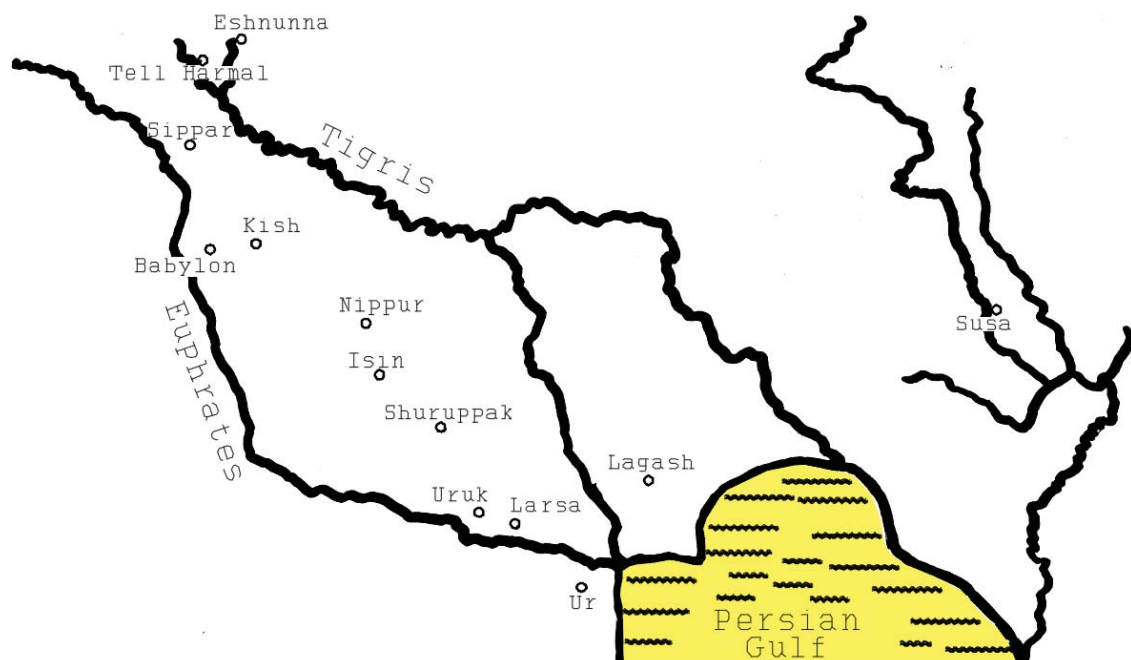 Eshnunna
Tell Harmal
Sippar
Tigris
Kish
Babylon
Nippur
Euphrates
Susa
Isin
Shuruppak
Lagash
Uruk
Larsa
Ur
Persian
Gulf